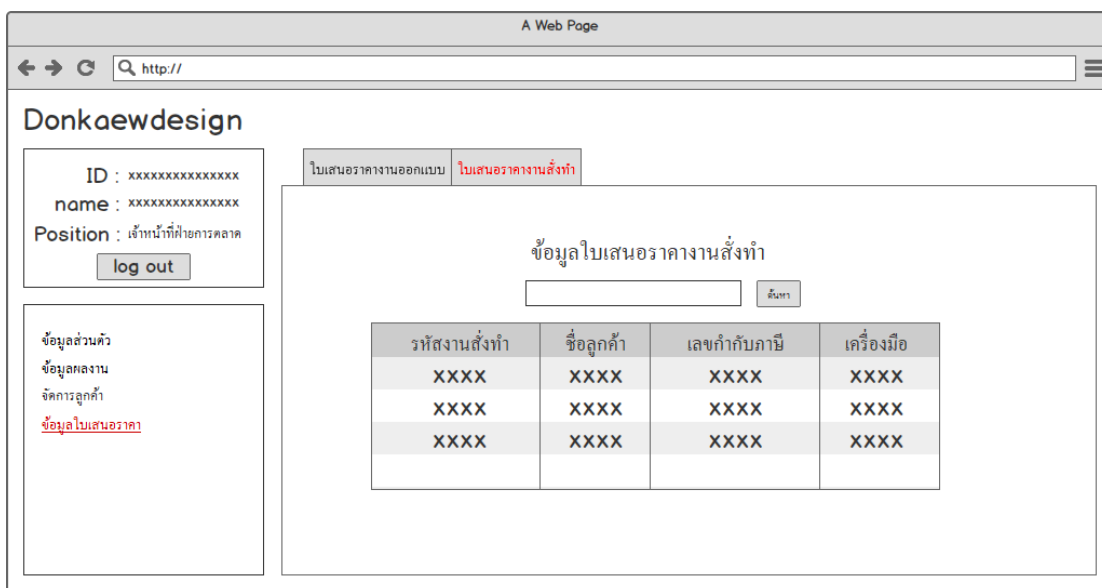 A Web Page
http://
Donkaewdesign
ID : xxxxxxxxxxxxxxx
name : xxxxxxxxxxxxxxx
Position : เจ้าหน้าที่ฝ่ายการตลาด
log out
ข้อมูลส่วนตัว
ข้อมูลผลงาน
จัดการลูกค้า
ข้อมูลใบเสนอราคา
ใบเสนอราคางานออกแบบ ใบเสนอราคางานสั่งทำ
ข้อมูลใบเสนอราคางานสั่งทำ
ค้นหา
รหัสงานสั่งทำ ชื่อลูกค้า เลขกำกับภาษี เครื่องมือ
XXXX XXXX XXXX XXXX
XXXX XXXX XXXX XXXX
XXXX XXXX XXXX XXXX